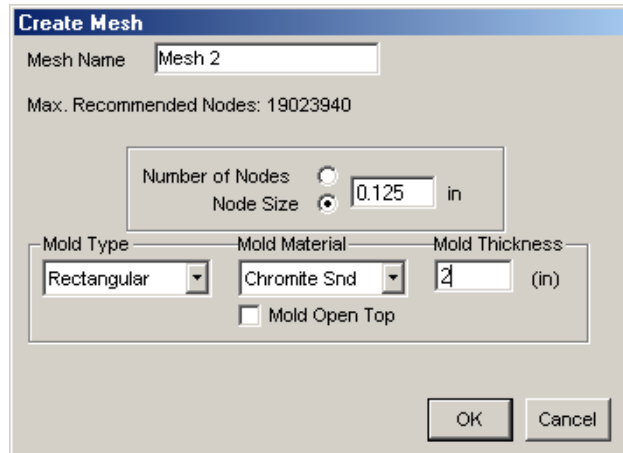 Create Mesh
Mesh Name Mesh 2
Max. Recommended Nodes: 19023940
Number of Nodes
Node Size 0.125 in
Mold Type Mold Material Mold Thickness
Rectangular Chromite Snd 2 (in)
Mold Open Top
OK Cancel